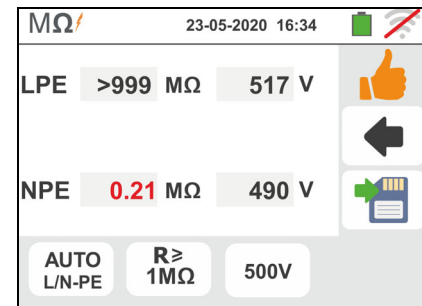 MΩ 23-05-2020 16:34
LPE >999 MΩ 517 V
NPE 0.21 MΩ 490 V
AUTO L/N-PE
R≥ 1MΩ
500V